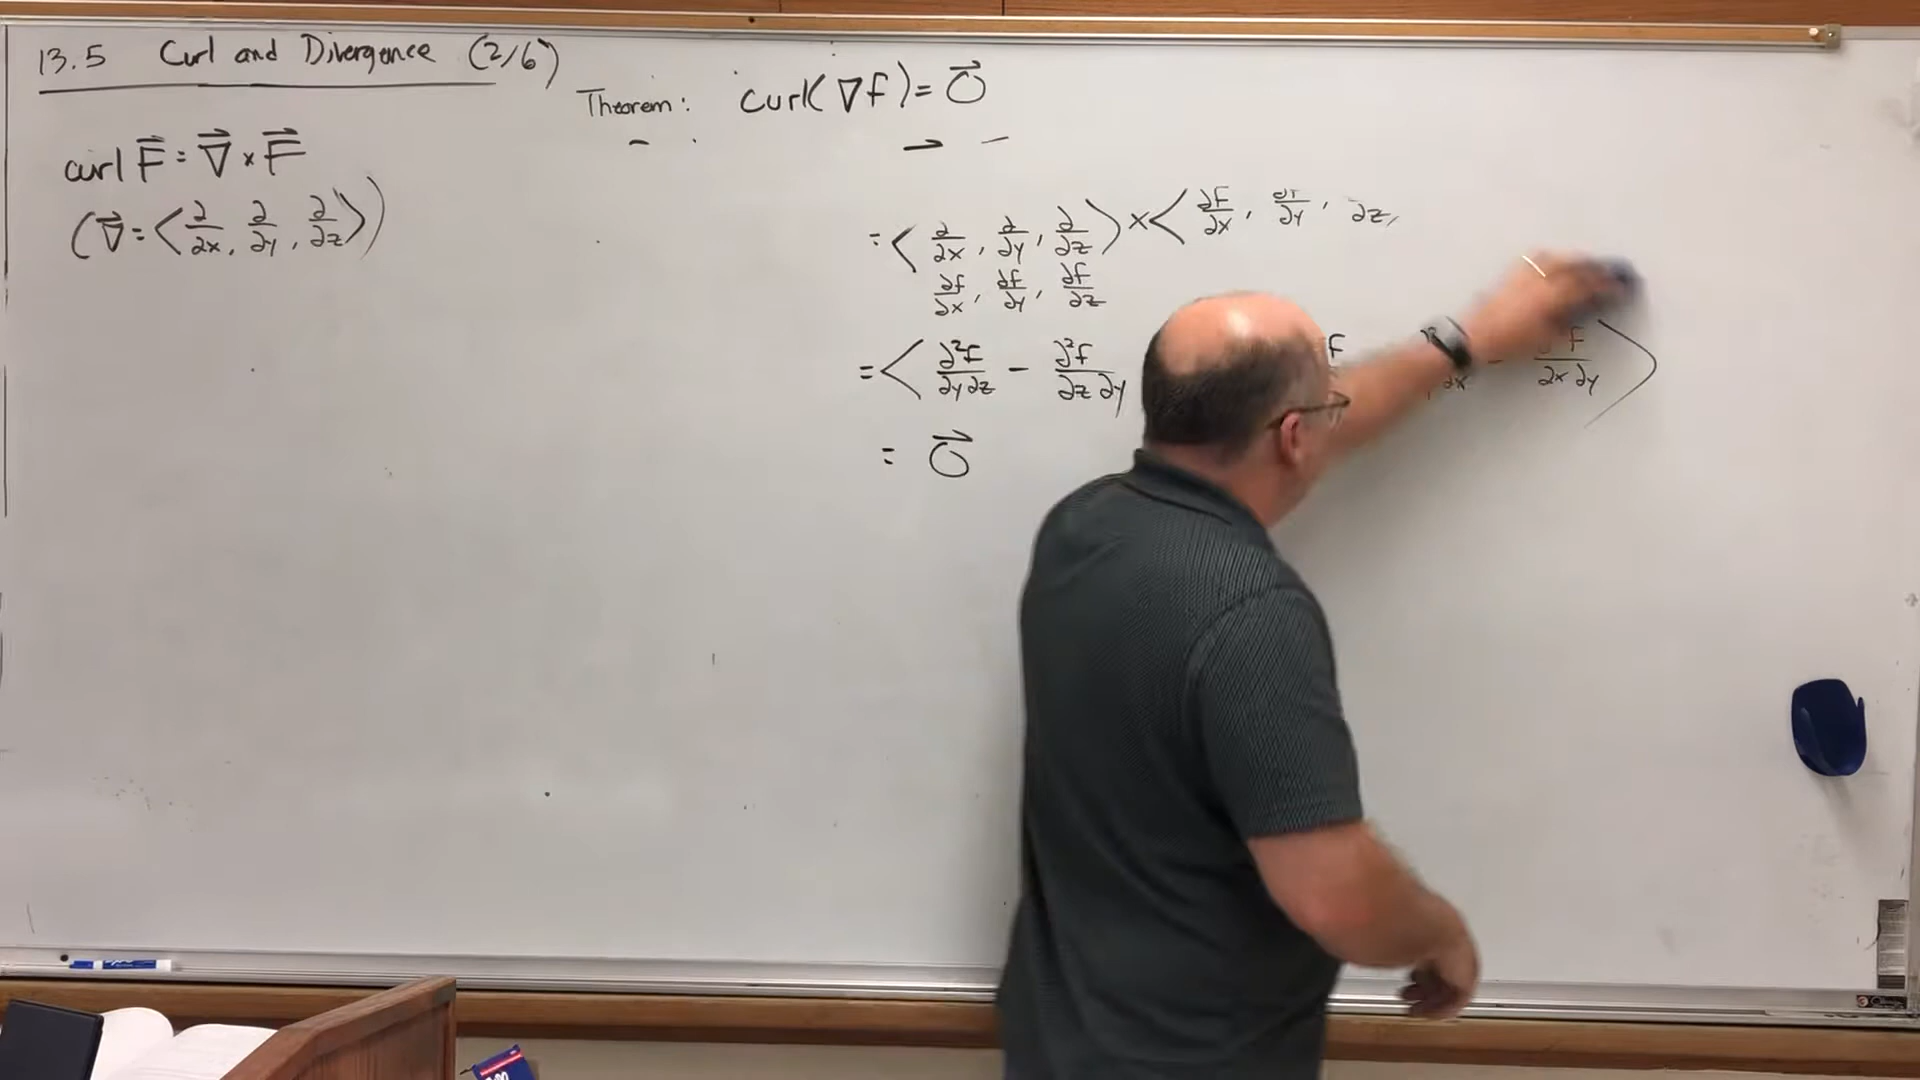 13.5 Curl and Divergence (2/6)
Theorem: curl(∇f) = 0⃗
curl F⃗ = ∇⃗ × F⃗
(∇⃗ = ⟨∂/∂x, ∂/∂y, ∂/∂z⟩)
= ⟨∂/∂x, ∂/∂y, ∂/∂z⟩ × ⟨∂f/∂x, ∂f/∂y, ∂z,
∂f/∂x, ∂f/∂y, ∂f/∂z
= ⟨∂²f/∂y∂z − ∂²f/∂z∂y f ∂x − ∂²f/∂x∂y⟩
= 0⃗